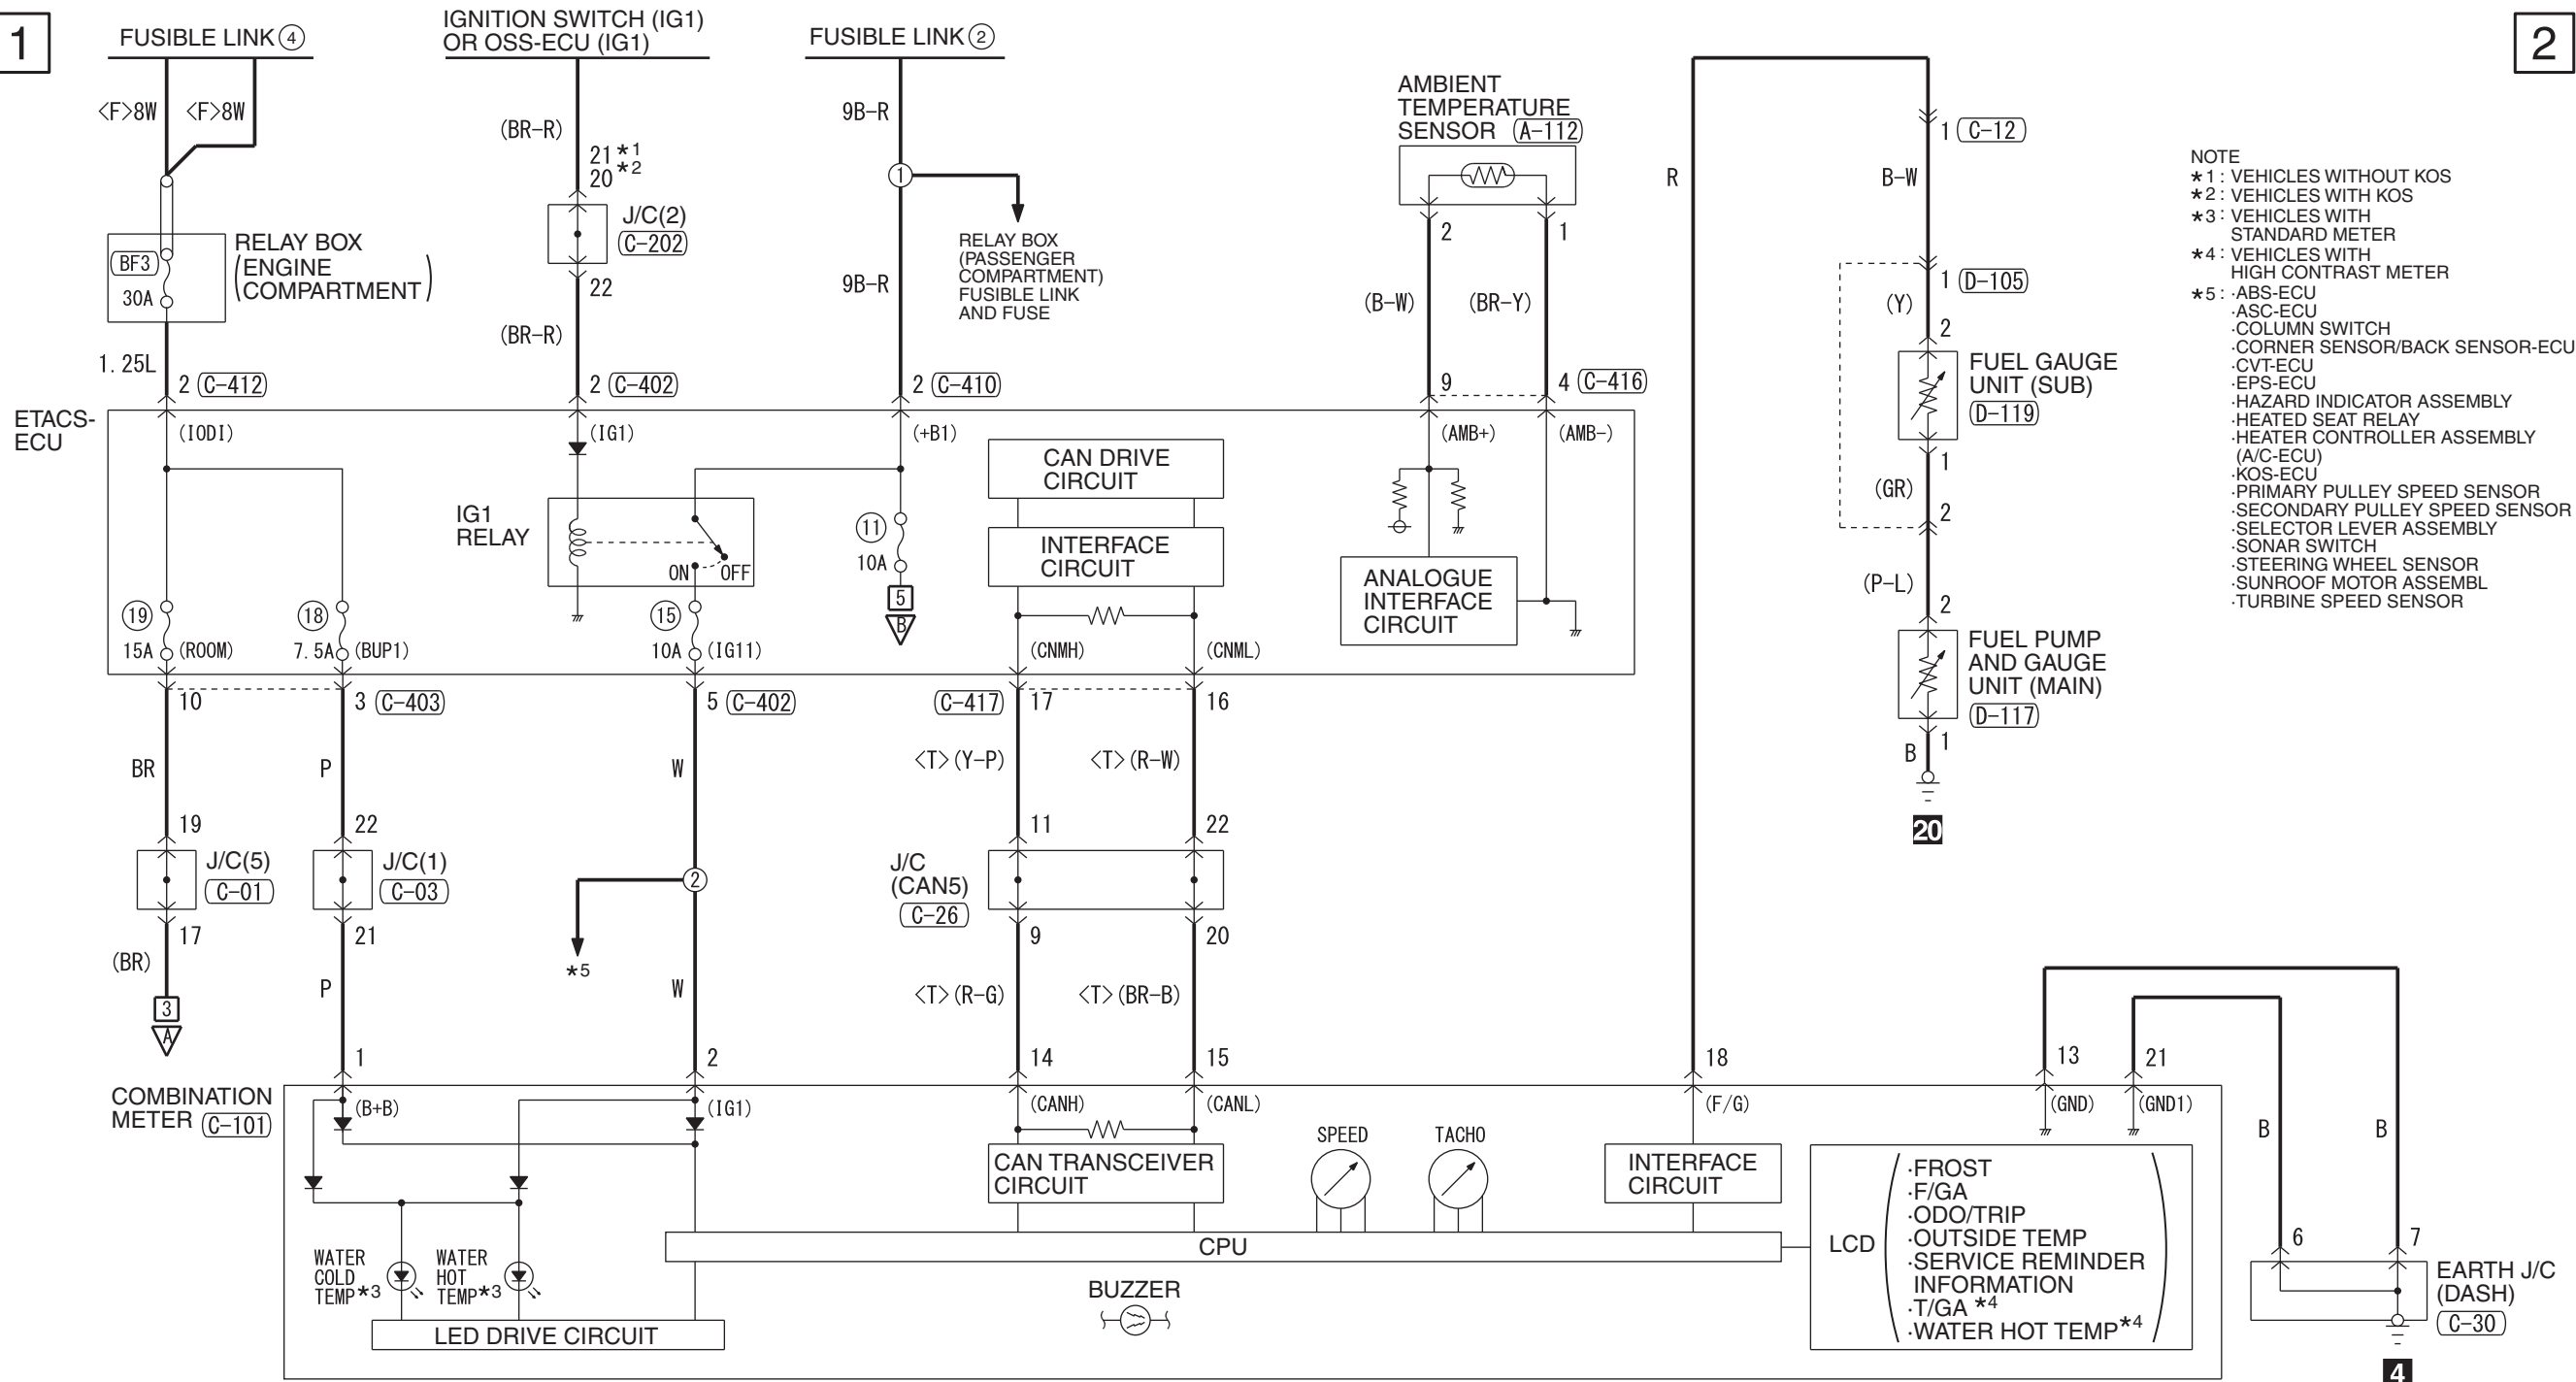 1
2
FUSIBLE LINK ④
IGNITION SWITCH (IG1)
OR OSS-ECU (IG1)
FUSIBLE LINK ②
<F>8W
<F>8W
(BR-R)
21 *1
20 *2
9B-R
1
AMBIENT
TEMPERATURE
SENSOR A-112
R
1 C-12
B-W
RELAY BOX
(ENGINE
COMPARTMENT)
BF3
30A
J/C(2)
C-202
22
(BR-R)
9B-R
RELAY BOX
(PASSENGER
COMPARTMENT)
FUSIBLE LINK
AND FUSE
2
1
(B-W)
(BR-Y)
1 D-105
(Y)
2
FUEL GAUGE
UNIT (SUB)
D-119
1
(GR)
2
(P-L)
2
FUEL PUMP
AND GAUGE
UNIT (MAIN)
D-117
1
B
20
NOTE
*1 : VEHICLES WITHOUT KOS
*2 : VEHICLES WITH KOS
*3 : VEHICLES WITH
STANDARD METER
*4 : VEHICLES WITH
HIGH CONTRAST METER
*5 : ·ABS-ECU
·ASC-ECU
·COLUMN SWITCH
·CORNER SENSOR/BACK SENSOR-ECU
·CVT-ECU
·EPS-ECU
·HAZARD INDICATOR ASSEMBLY
·HEATED SEAT RELAY
·HEATER CONTROLLER ASSEMBLY
(A/C-ECU)
·KOS-ECU
·PRIMARY PULLEY SPEED SENSOR
·SECONDARY PULLEY SPEED SENSOR
·SELECTOR LEVER ASSEMBLY
·SONAR SWITCH
·STEERING WHEEL SENSOR
·SUNROOF MOTOR ASSEMBL
·TURBINE SPEED SENSOR
1.25L
2 C-412
2 C-402
2 C-410
9
4 C-416
ETACS-
ECU
(IODI)
(IG1)
(+B1)
(AMB+)
(AMB-)
CAN DRIVE
CIRCUIT
IG1
RELAY
ON
OFF
11
10A
5
B
INTERFACE
CIRCUIT
ANALOGUE
INTERFACE
CIRCUIT
19
15A
(ROOM)
18
7.5A
(BUP1)
15
10A
(IG11)
(CNMH)
(CNML)
10
3 C-403
5 C-402
C-417 17
16
BR
P
W
<T>(Y-P)
<T>(R-W)
19
22
11
22
J/C(5)
C-01
J/C(1)
C-03
2
J/C
(CAN5)
C-26
17
21
9
20
(BR)
P
*5
W
<T>(R-G)
<T>(BR-B)
3
A
1
2
14
15
18
13
21
COMBINATION
METER C-101
(B+B)
(IG1)
(CANH)
(CANL)
(F/G)
(GND)
(GND1)
B
B
SPEED
TACHO
CAN TRANSCEIVER
CIRCUIT
INTERFACE
CIRCUIT
LCD
·FROST
·F/GA
·ODO/TRIP
·OUTSIDE TEMP
·SERVICE REMINDER
INFORMATION
·T/GA *4
·WATER HOT TEMP*4
CPU
WATER
COLD
TEMP*3
WATER
HOT
TEMP*3
BUZZER
LED DRIVE CIRCUIT
6
7
EARTH J/C
(DASH)
C-30
4